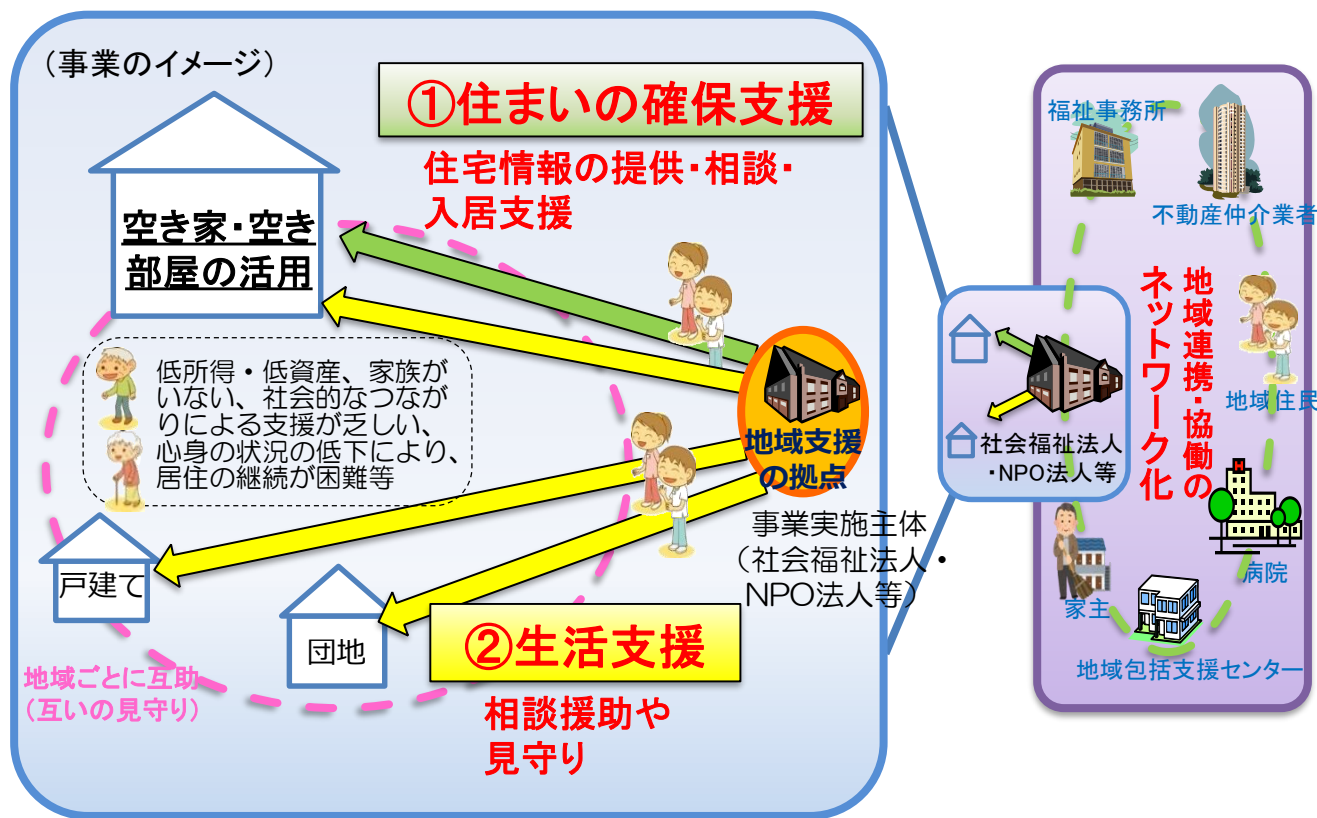 （事業のイメージ）
①住まいの確保支援
住宅情報の提供・相談・
入居支援
空き家・空き
部屋の活用
低所得・低資産、家族が
いない、社会的なつなが
りによる支援が乏しい、
心身の状況の低下により、
居住の継続が困難等
地域支援
の拠点
事業実施主体
（社会福祉法人・
NPO法人等）
戸建て
団地
②生活支援
相談援助や
見守り
地域ごとに互助
（互いの見守り）
社会福祉法人
・NPO法人等
地域連携・協働の
ネットワーク化
福祉事務所
不動産仲介業者
地域住民
H
病院
家主
地域包括支援センター